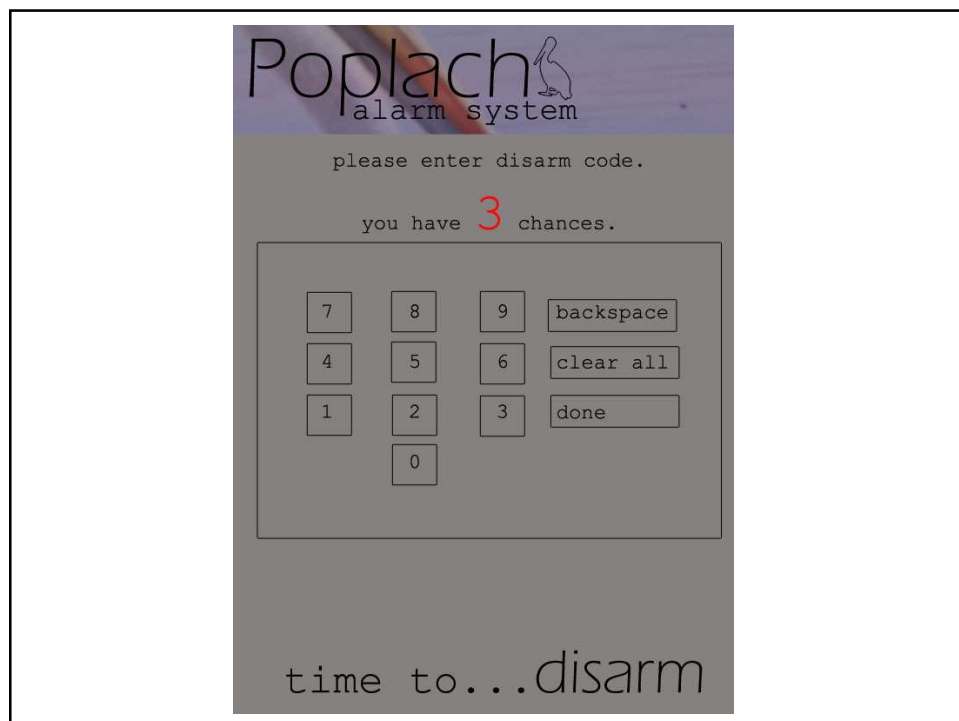 Poplach
alarm system
please enter disarm code.
you have 3 chances.
7 8 9 backspace
4 5 6 clear all
1 2 3 done
0
time to...disarm